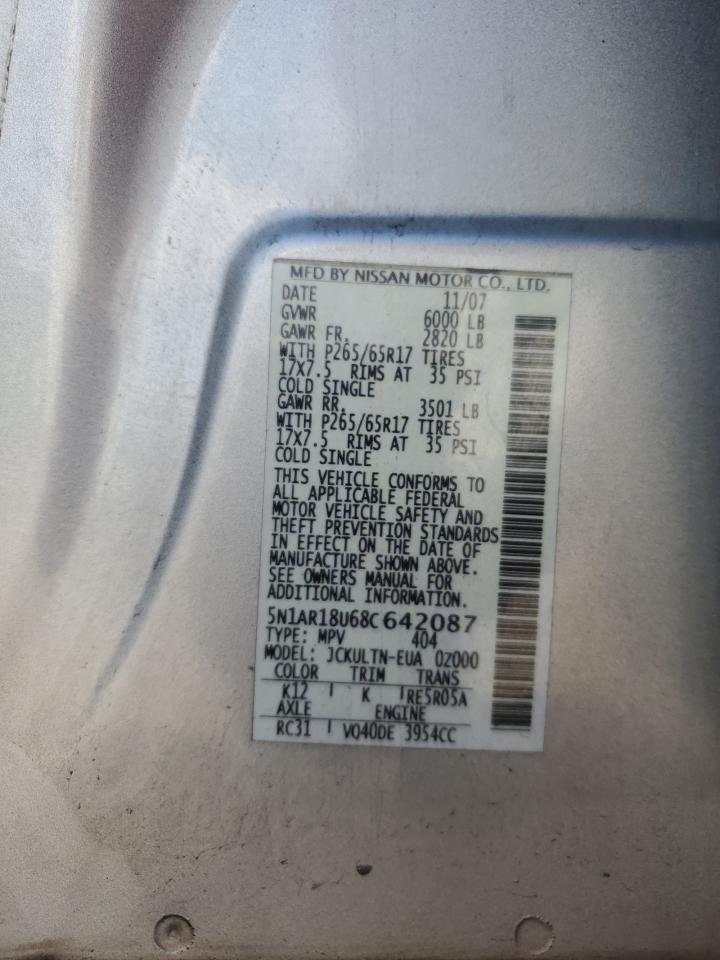 MFD BY NISSAN MOTOR CO., LTD.
DATE 11/07
GVWR 6000 LB
GAWR FR. 2820 LB
WITH P265/65R17 TIRES
17X7.5 RIMS AT 35 PSI
COLD SINGLE
GAWR RR. 3501 LB
WITH P265/65R17 TIRES
17X7.5 RIMS AT 35 PSI
COLD SINGLE
THIS VEHICLE CONFORMS TO
ALL APPLICABLE FEDERAL
MOTOR VEHICLE SAFETY AND
THEFT PREVENTION STANDARDS
IN EFFECT ON THE DATE OF
MANUFACTURE SHOWN ABOVE.
SEE OWNERS MANUAL FOR
ADDITIONAL INFORMATION.
5N1AR18U68C642087
TYPE: MPV 404
MODEL: JCKULTN-EUA 0Z000
COLOR TRIM TRANS
K12 K RE5R05A
AXLE ENGINE
RC31 VQ40DE 3954CC